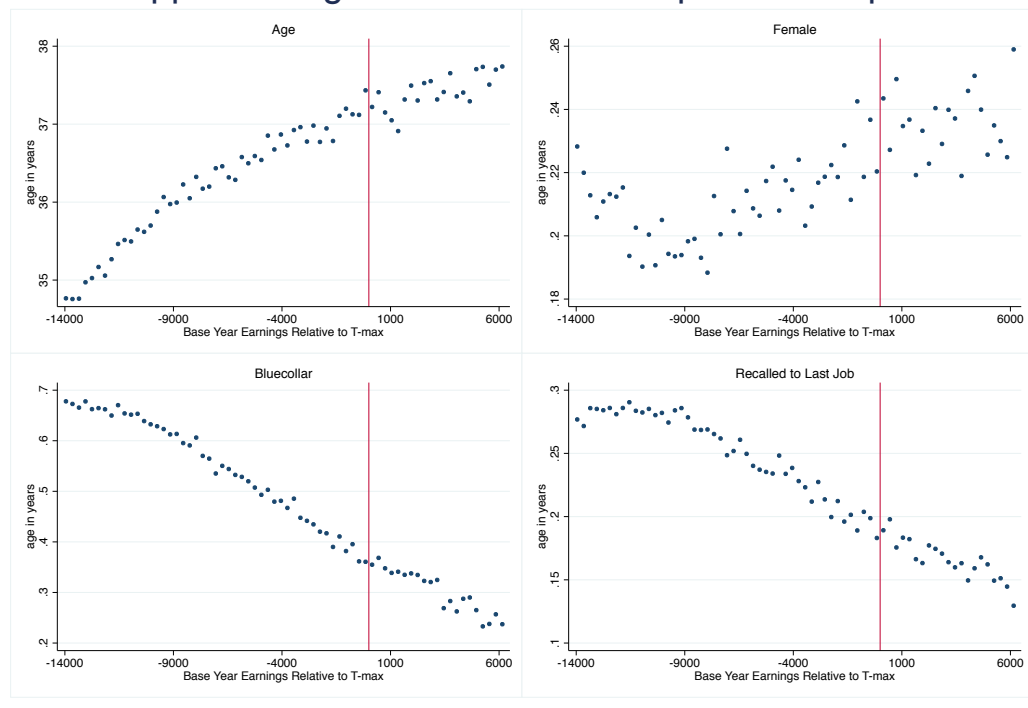 Age
38
37
36
35
age in years
-14000 -9000 -4000 1000 6000
Base Year Earnings Relative to T-max
Female
.26
.24
.22
.2
.18
age in years
-14000 -9000 -4000 1000 6000
Base Year Earnings Relative to T-max
Bluecollar
.7
.6
.5
.4
.3
.2
age in years
-14000 -9000 -4000 1000 6000
Base Year Earnings Relative to T-max
Recalled to Last Job
.3
.25
.2
.15
.1
age in years
-14000 -9000 -4000 1000 6000
Base Year Earnings Relative to T-max